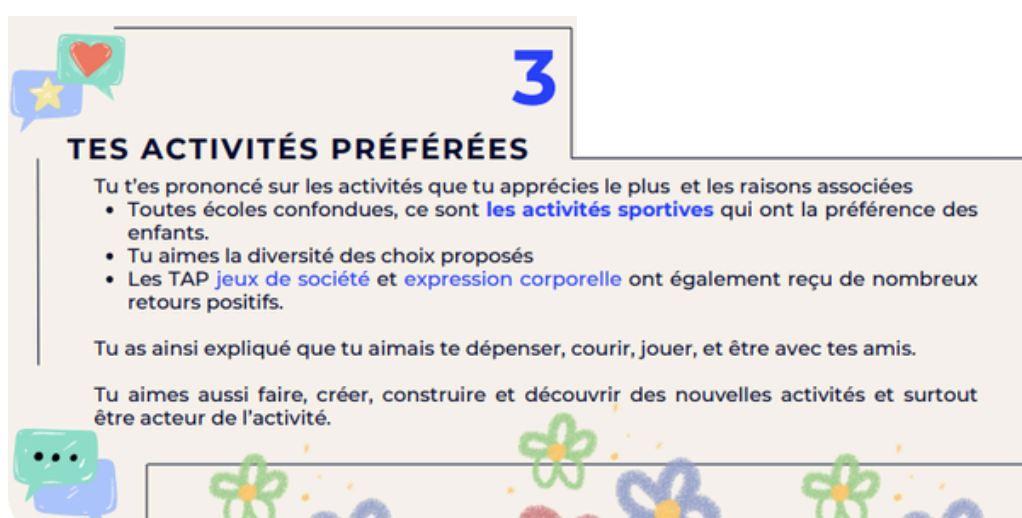 3
TES ACTIVITÉS PRÉFÉRÉES
Tu t'es prononcé sur les activités que tu apprécies le plus et les raisons associées
• Toutes écoles confondues, ce sont les activités sportives qui ont la préférence des
enfants.
• Tu aimes la diversité des choix proposés
• Les TAP jeux de société et expression corporelle ont également reçu de nombreux
retours positifs.
Tu as ainsi expliqué que tu aimais te dépenser, courir, jouer, et être avec tes amis.
Tu aimes aussi faire, créer, construire et découvrir des nouvelles activités et surtout
être acteur de l'activité.